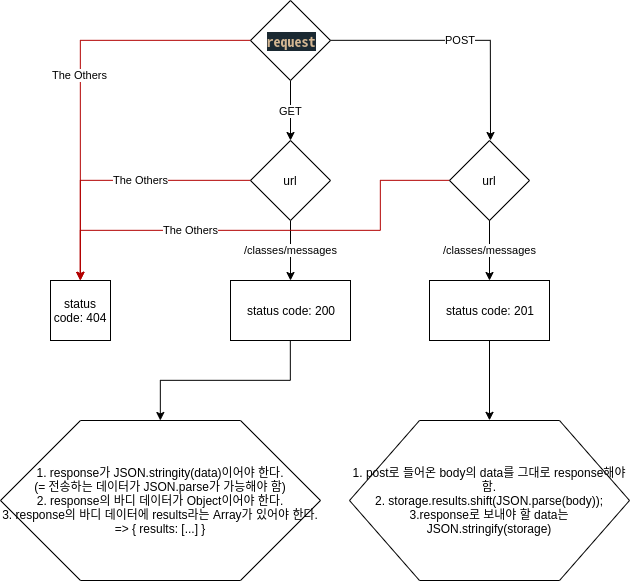 request
POST
The Others
GET
The Others
url
url
The Others
/classes/messages
/classes/messages
status
code: 404
status code: 200
status code: 201
1. response가 JSON.stringity(data)이어야 한다.
(= 전송하는 데이터가 JSON.parse가 가능해야 함)
2. response의 바디 데이터가 Object이어야 한다.
3. response의 바디 데이터에 results라는 Array가 있어야 한다.
=> { results: [...] }
1. post로 들어온 body의 data를 그대로 response해야
함.
2. storage.results.shift(JSON.parse(body));
3.response로 보내야 할 data는
JSON.stringify(storage)